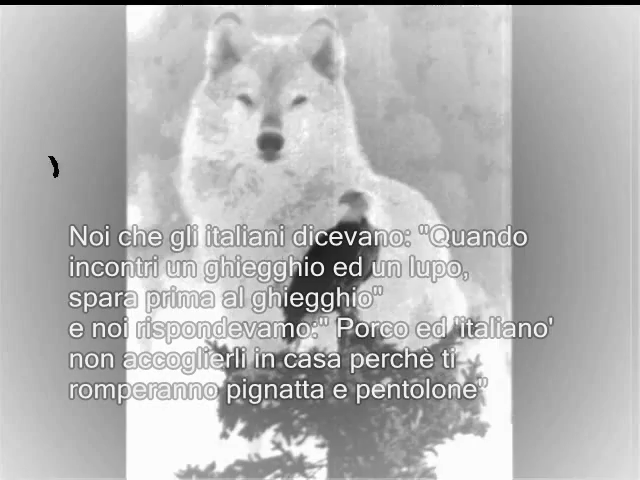 Noi che gli italiani dicevano: "Quando
incontri un ghiegghio ed un lupo,
spara prima al ghiegghio"
e noi rispondevamo:" Porco ed 'italiano'
non accoglierli in casa perchè ti
romperanno pignatta e pentolone"